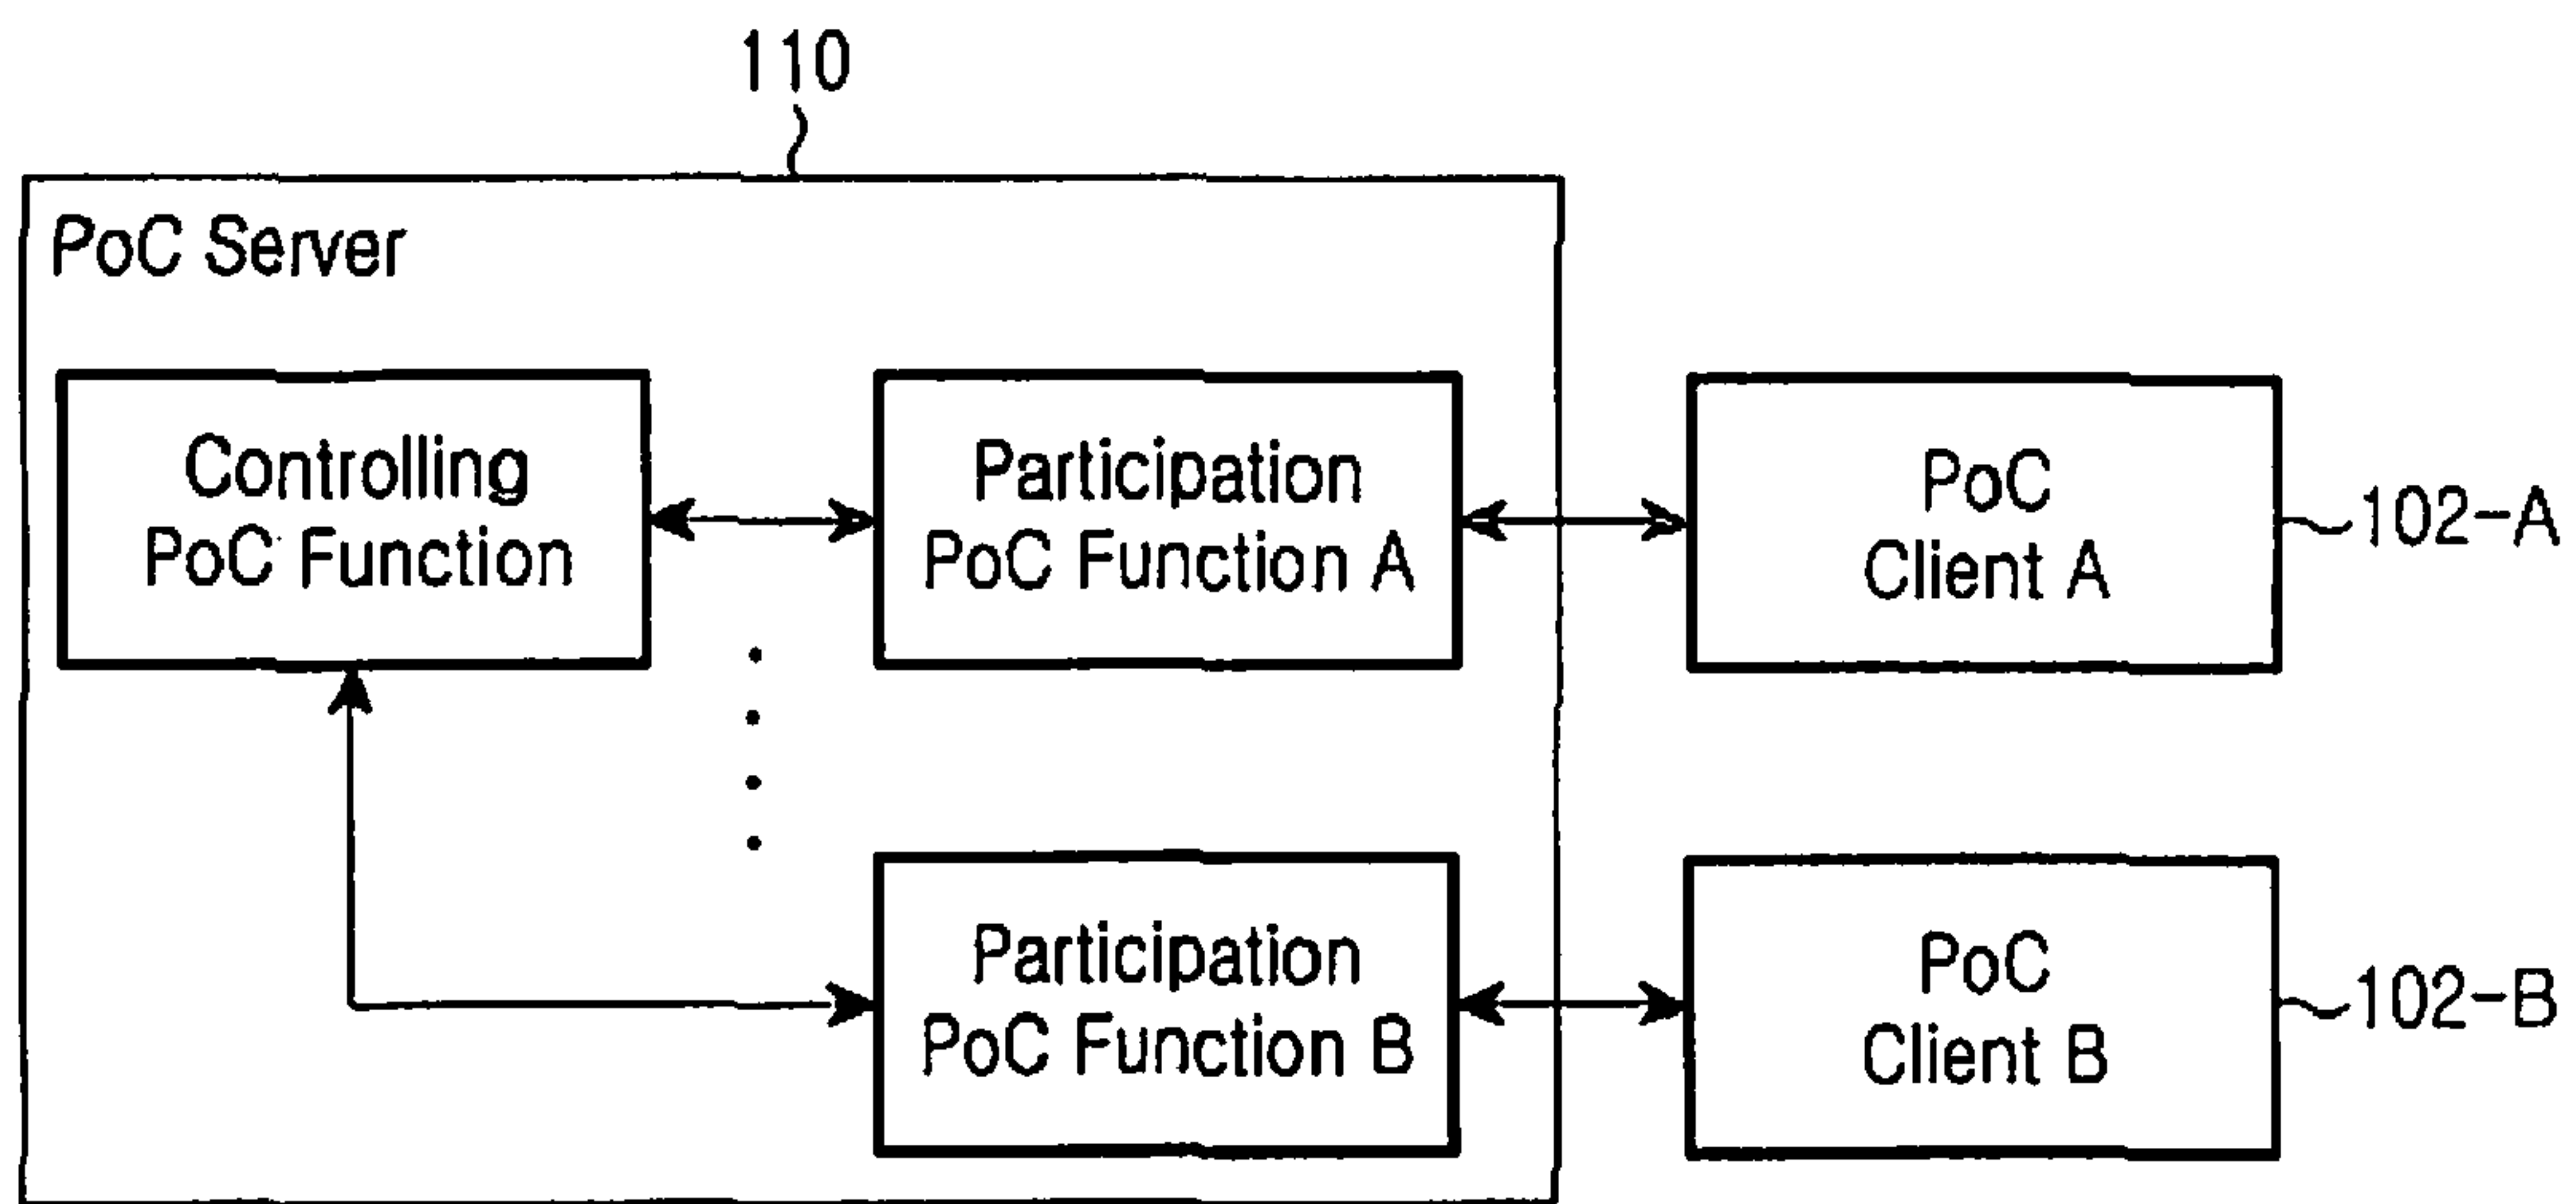 110
PoC Server
Controlling
PoC Function
Participation
PoC Function A
PoC
Client A
102-A
Participation
PoC Function B
PoC
Client B
102-B